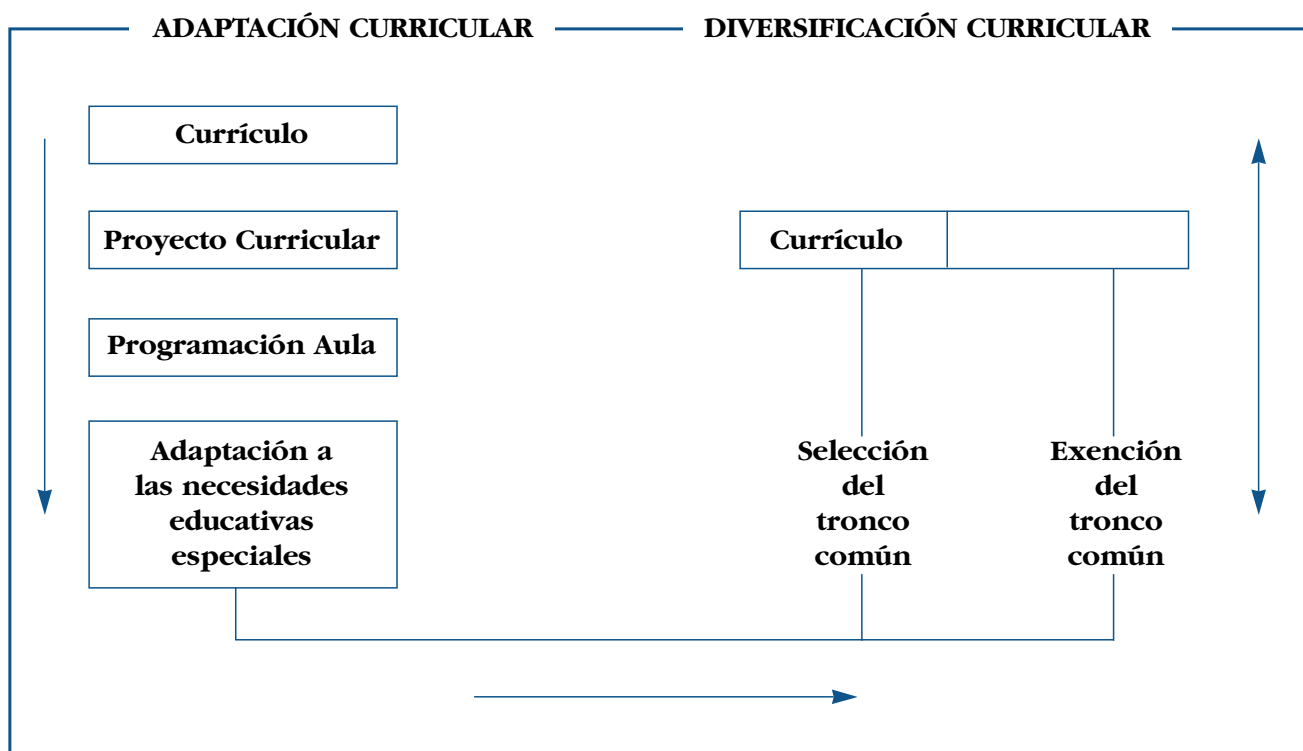 ADAPTACIÓN CURRICULAR
DIVERSIFICACIÓN CURRICULAR
Currículo
Proyecto Curricular
Programación Aula
Adaptación a
las necesidades
educativas
especiales
Currículo
Selección
del
tronco
común
Exención
del
tronco
común